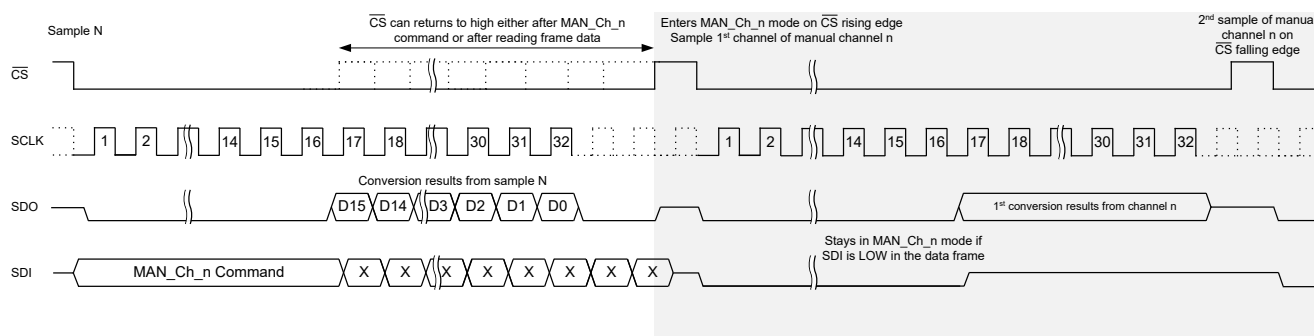 Sample N
CS can returns to high either after MAN_Ch_n
command or after reading frame data
Enters MAN_Ch_n mode on CS rising edge
Sample 1st channel of manual channel n
2nd sample of manual
channel n on
CS falling edge
CS
SCLK 1 2 14 15 16 17 18 30 31 32 1 2 14 15 16 17 18 30 31 32
Conversion results from sample N
SDO D15 D14 D3 D2 D1 D0 1st conversion results from channel n
Stays in MAN_Ch_n mode if
SDI is LOW in the data frame
SDI MAN_Ch_n Command X X X X X X X X